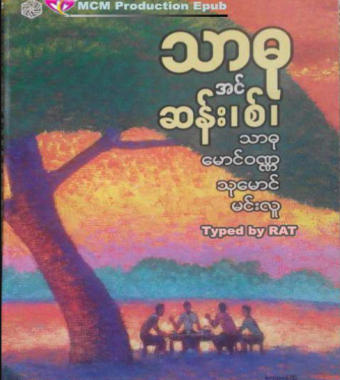 MCM Production Epub
သာဓု
အင်
ဆန်း၊စ်၊
သာဓု
မောင်ဝဏ္ဏ
သုမောင်
မင်းလူ
Typed by RAT